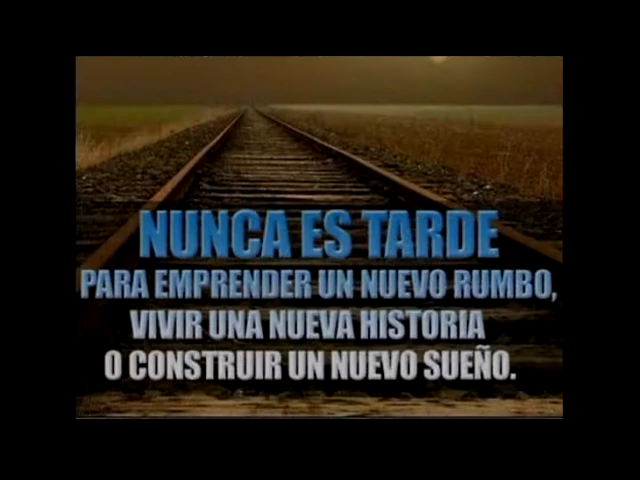 NUNCA ES TARDE
PARA EMPRENDER UN NUEVO RUMBO,
VIVIR UNA NUEVA HISTORIA
O CONSTRUIR UN NUEVO SUEÑO.